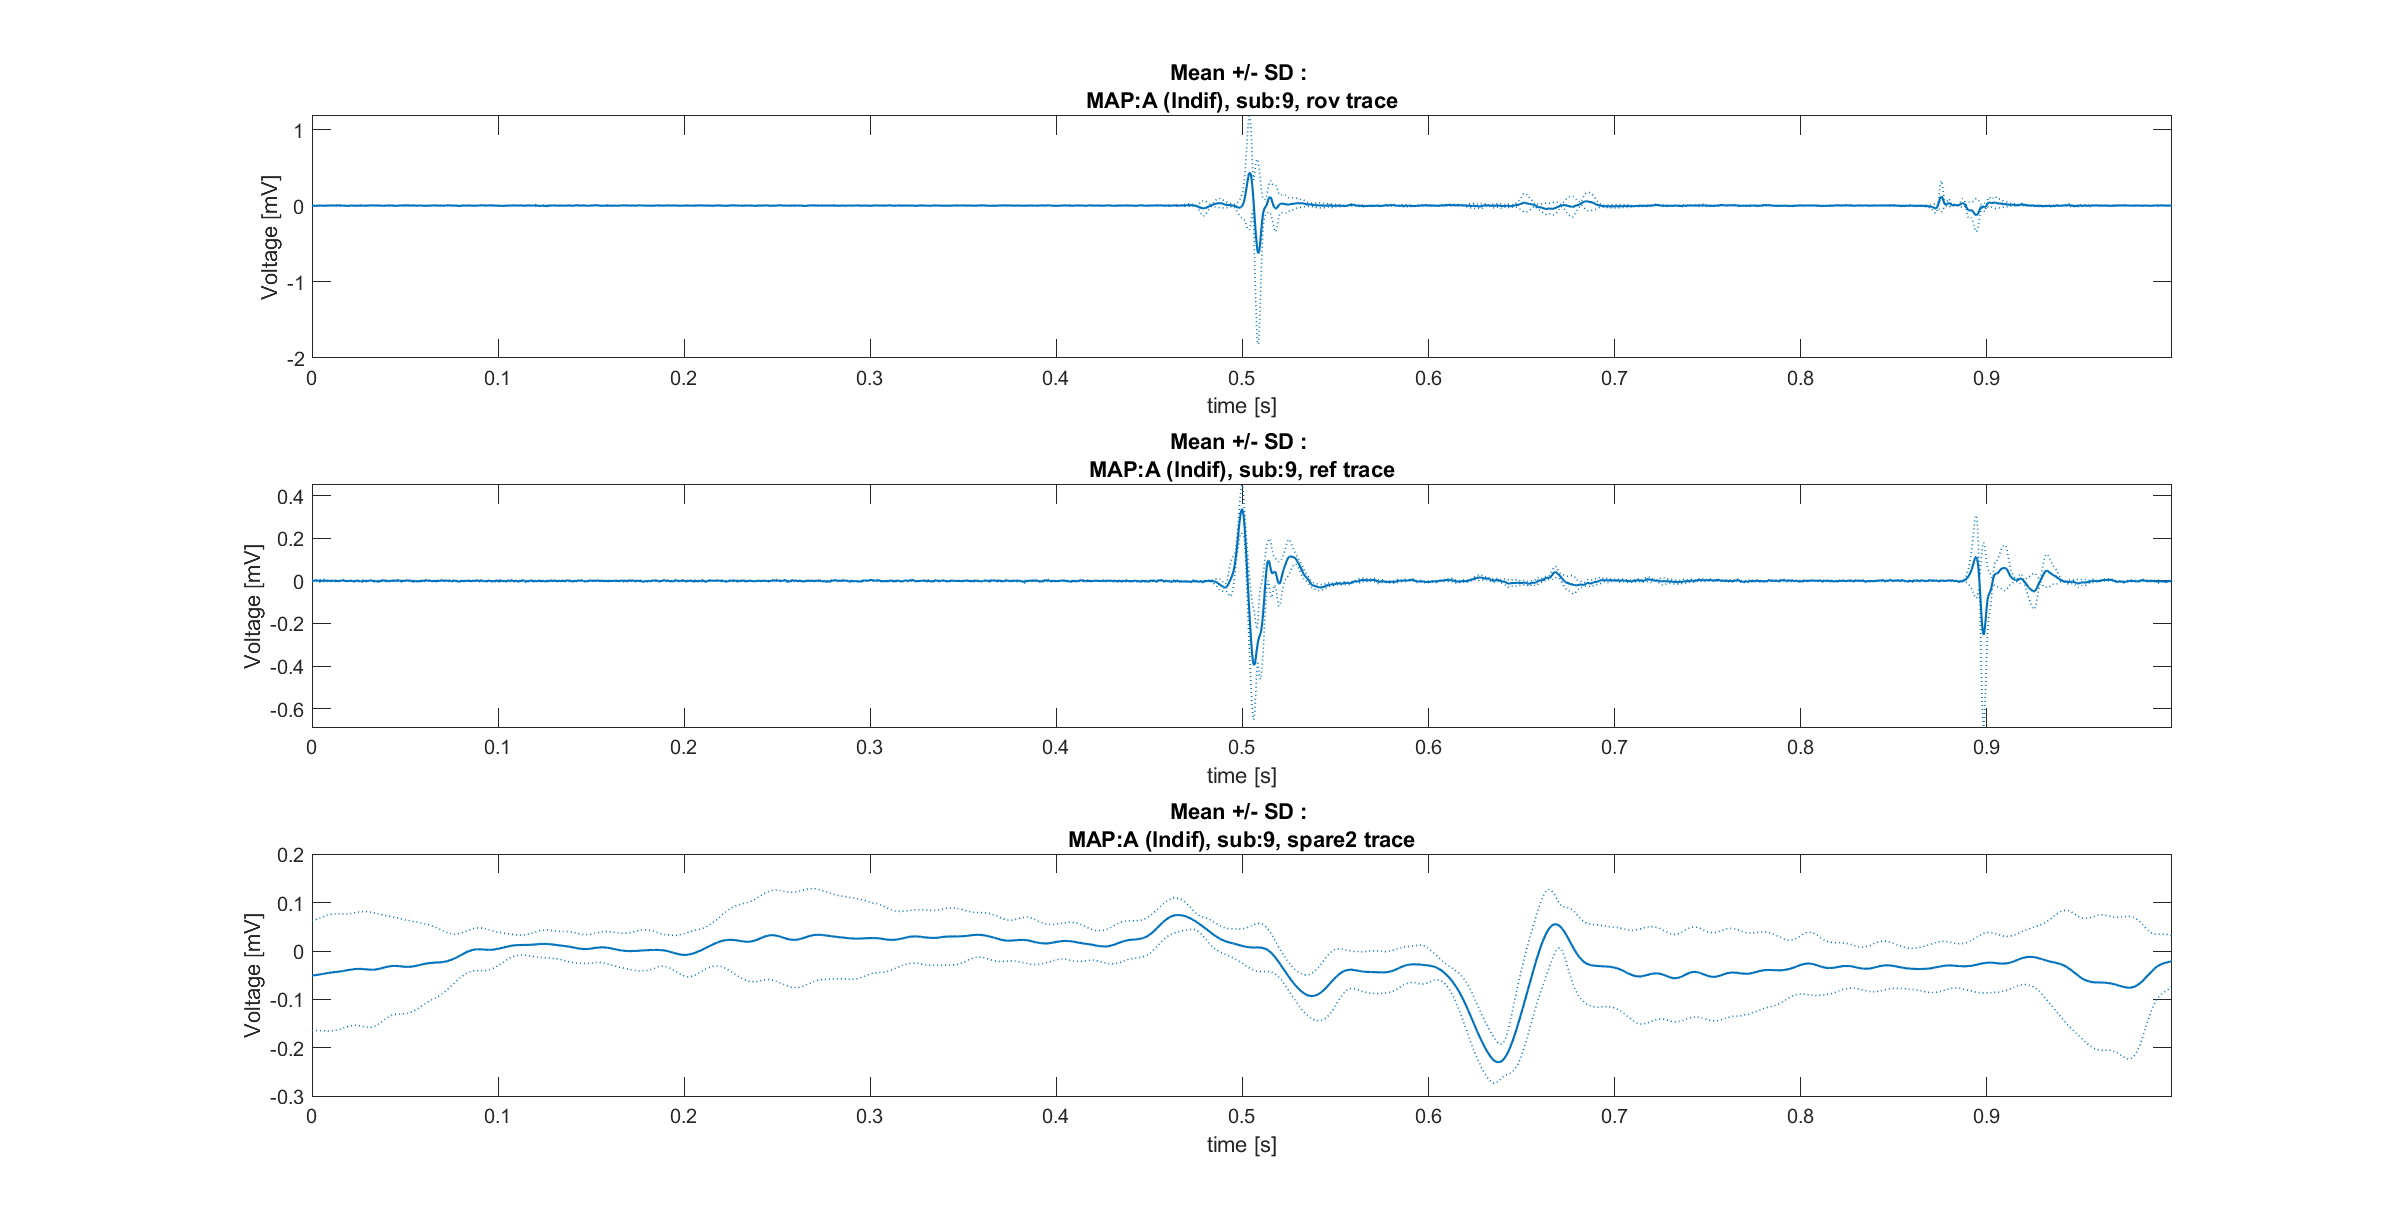 Mean +/- SD :
MAP:A (Indif), sub:9, rov trace
1
0
-1
-2
Voltage [mV]
0 0.1 0.2 0.3 0.4 0.5 0.6 0.7 0.8 0.9
time [s]
Mean +/- SD :
MAP:A (Indif), sub:9, ref trace
0.4
0.2
0
-0.2
-0.4
-0.6
Voltage [mV]
0 0.1 0.2 0.3 0.4 0.5 0.6 0.7 0.8 0.9
time [s]
Mean +/- SD :
MAP:A (Indif), sub:9, spare2 trace
0.2
0.1
0
-0.1
-0.2
-0.3
Voltage [mV]
0 0.1 0.2 0.3 0.4 0.5 0.6 0.7 0.8 0.9
time [s]